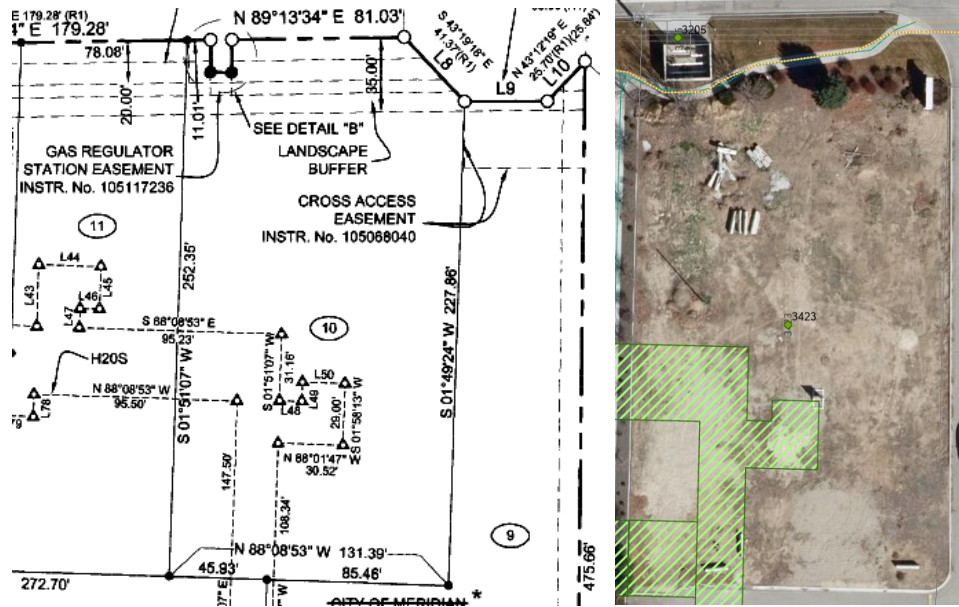 E 179.28' (R1)
4" E 179.28'
N 89°13'34" E 81.03'
S 43°19'16" E
41.37'(R1)
N 43°12'19" E
25.70'(R1)(25.84')
78.08'
L8
L9
L10
20.00'
11.01'
35.00'
SEE DETAIL "B"
GAS REGULATOR
STATION EASEMENT
INSTR. No. 105117236
LANDSCAPE
BUFFER
CROSS ACCESS
EASEMENT
INSTR. No. 105068040
11
L44
L43
L45
L46
L47
252.35'
S 01°51'07" W
S 88°08'53" E
95.23'
10
S 01°51'07" W
31.16'
227.86'
S 01°49'24" W
H20S
N 88°08'53" W
95.50'
L78
79
L50
L48
L49
29.00'
S 01°58'13" W
N 88°01'47" W
30.52'
147.50'
108.34'
9
N 88°08'53" W 131.39'
45.93'
85.46'
272.70'
07" E
W
475.66'
CITY OF MERIDIAN *
3205
3423